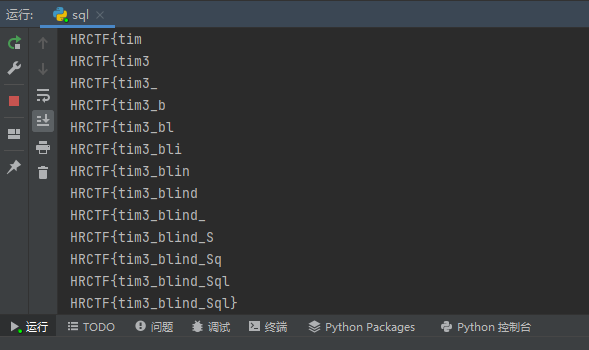 运行: sql
HRCTF{tim
HRCTF{tim3
HRCTF{tim3_
HRCTF{tim3_b
HRCTF{tim3_bl
HRCTF{tim3_bli
HRCTF{tim3_blin
HRCTF{tim3_blind
HRCTF{tim3_blind_
HRCTF{tim3_blind_S
HRCTF{tim3_blind_Sq
HRCTF{tim3_blind_Sql
HRCTF{tim3_blind_Sql}
运行 TODO 问题 调试 终端 Python Packages Python 控制台